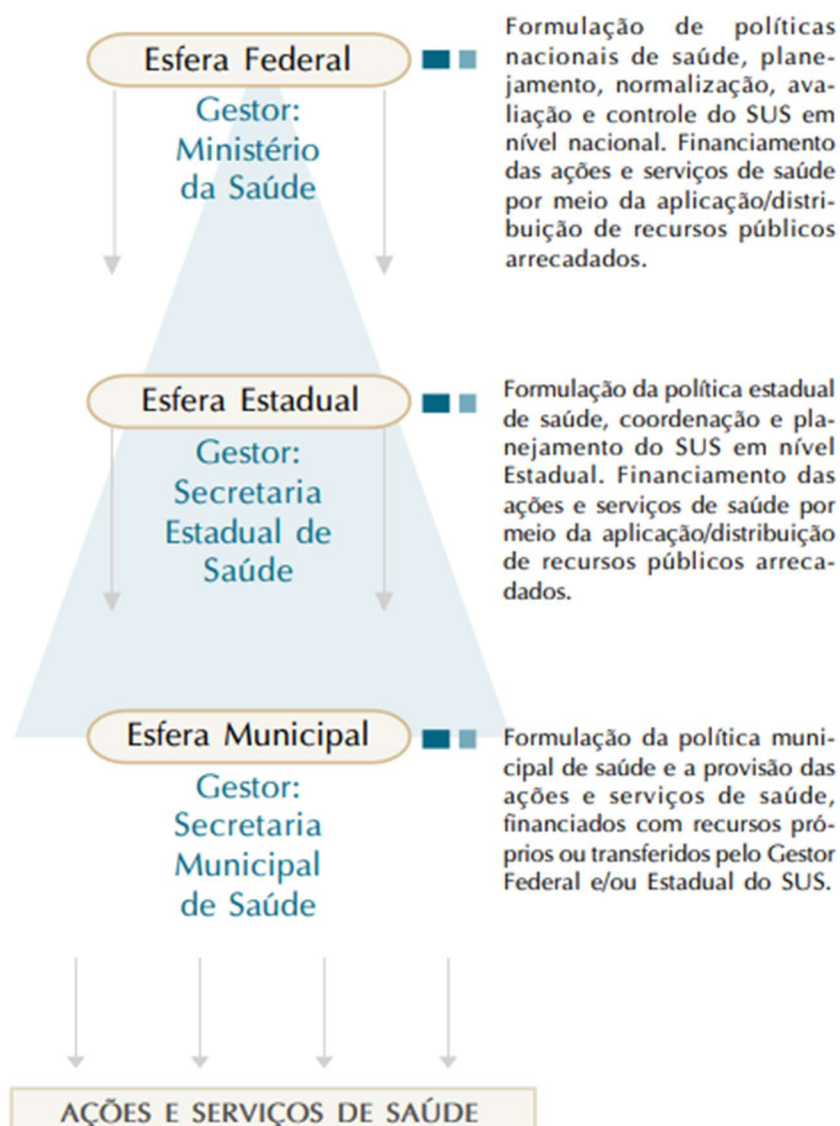 Esfera Federal
Gestor:
Ministério
da Saúde
Formulação de políticas
nacionais de saúde, plane-
jamento, normalização, ava-
liação e controle do SUS em
nível nacional. Financiamento
das ações e serviços de saúde
por meio da aplicação/distri-
buição de recursos públicos
arrecadados.
Esfera Estadual
Gestor:
Secretaria
Estadual de
Saúde
Formulação da política estadual
de saúde, coordenação e pla-
nejamento do SUS em nível
Estadual. Financiamento das
ações e serviços de saúde por
meio da aplicação/distribuição
de recursos públicos arreca-
dados.
Esfera Municipal
Gestor:
Secretaria
Municipal
de Saúde
Formulação da política muni-
cipal de saúde e a provisão das
ações e serviços de saúde,
financiados com recursos pró-
prios ou transferidos pelo Gestor
Federal e/ou Estadual do SUS.
AÇÕES E SERVIÇOS DE SAÚDE